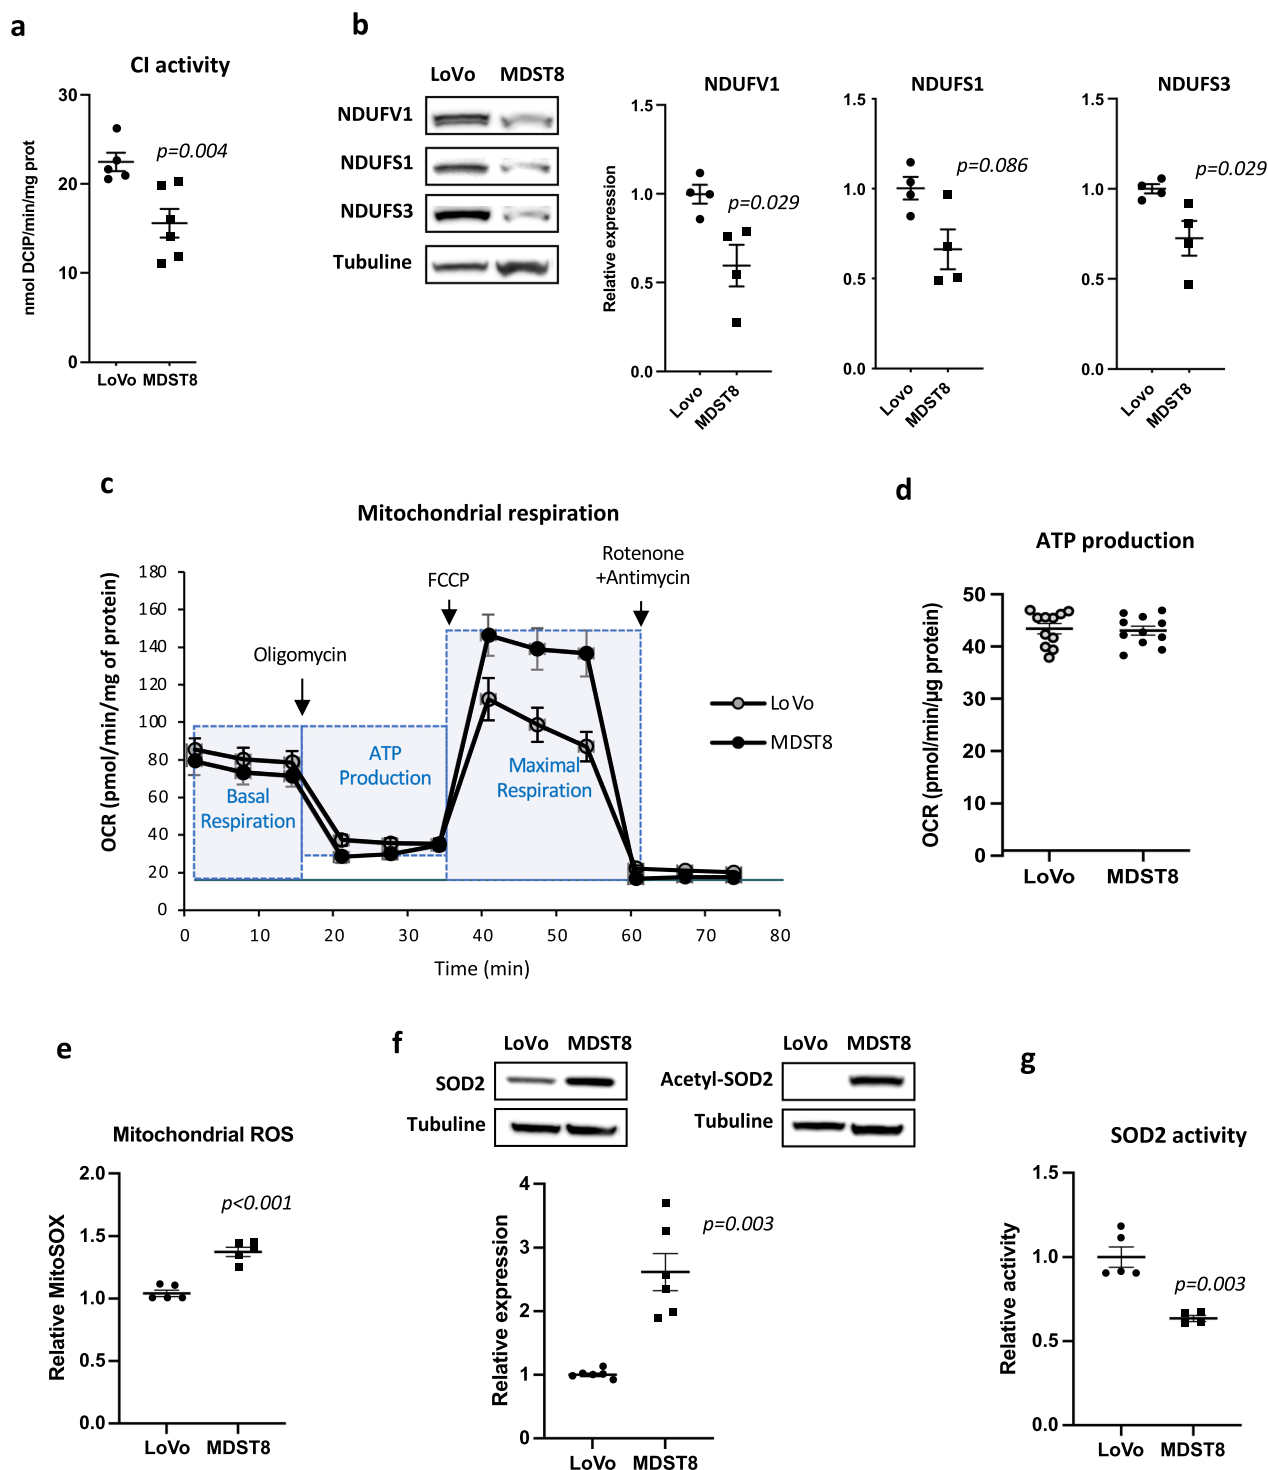 a
CI activity
nmol DCIP/min/mg prot
30
20
10
0
p=0.004
LoVo MDST8
b
LoVo MDST8
NDUFV1
NDUFS1
NDUFS3
Tubuline
NDUFV1
Relative expression
1.5
1.0
0.5
0.0
p=0.029
Lovo
MDST8
NDUFS1
1.5
1.0
0.5
0.0
p=0.086
Lovo
MDST8
NDUFS3
1.5
1.0
0.5
0.0
p=0.029
Lovo
MDST8
c
Mitochondrial respiration
OCR (pmol/min/mg of protein)
180
160
140
120
100
80
60
40
20
0
Oligomycin
FCCP
Rotenone
+Antimycin
Basal
Respiration
ATP
Production
Maximal
Respiration
LoVo
MDST8
0 10 20 30 40 50 60 70 80
Time (min)
d
ATP production
OCR (pmol/min/µg protein)
50
40
30
20
10
0
LoVo MDST8
e
Mitochondrial ROS
Relative MitoSOX
2.0
1.5
1.0
0.5
0.0
p<0.001
LoVo MDST8
f
LoVo MDST8
SOD2
Tubuline
LoVo MDST8
Acetyl-SOD2
Tubuline
Relative expression
4
3
2
1
0
p=0.003
LoVo MDST8
g
SOD2 activity
Relative activity
1.5
1.0
0.5
0.0
p=0.003
LoVo MDST8